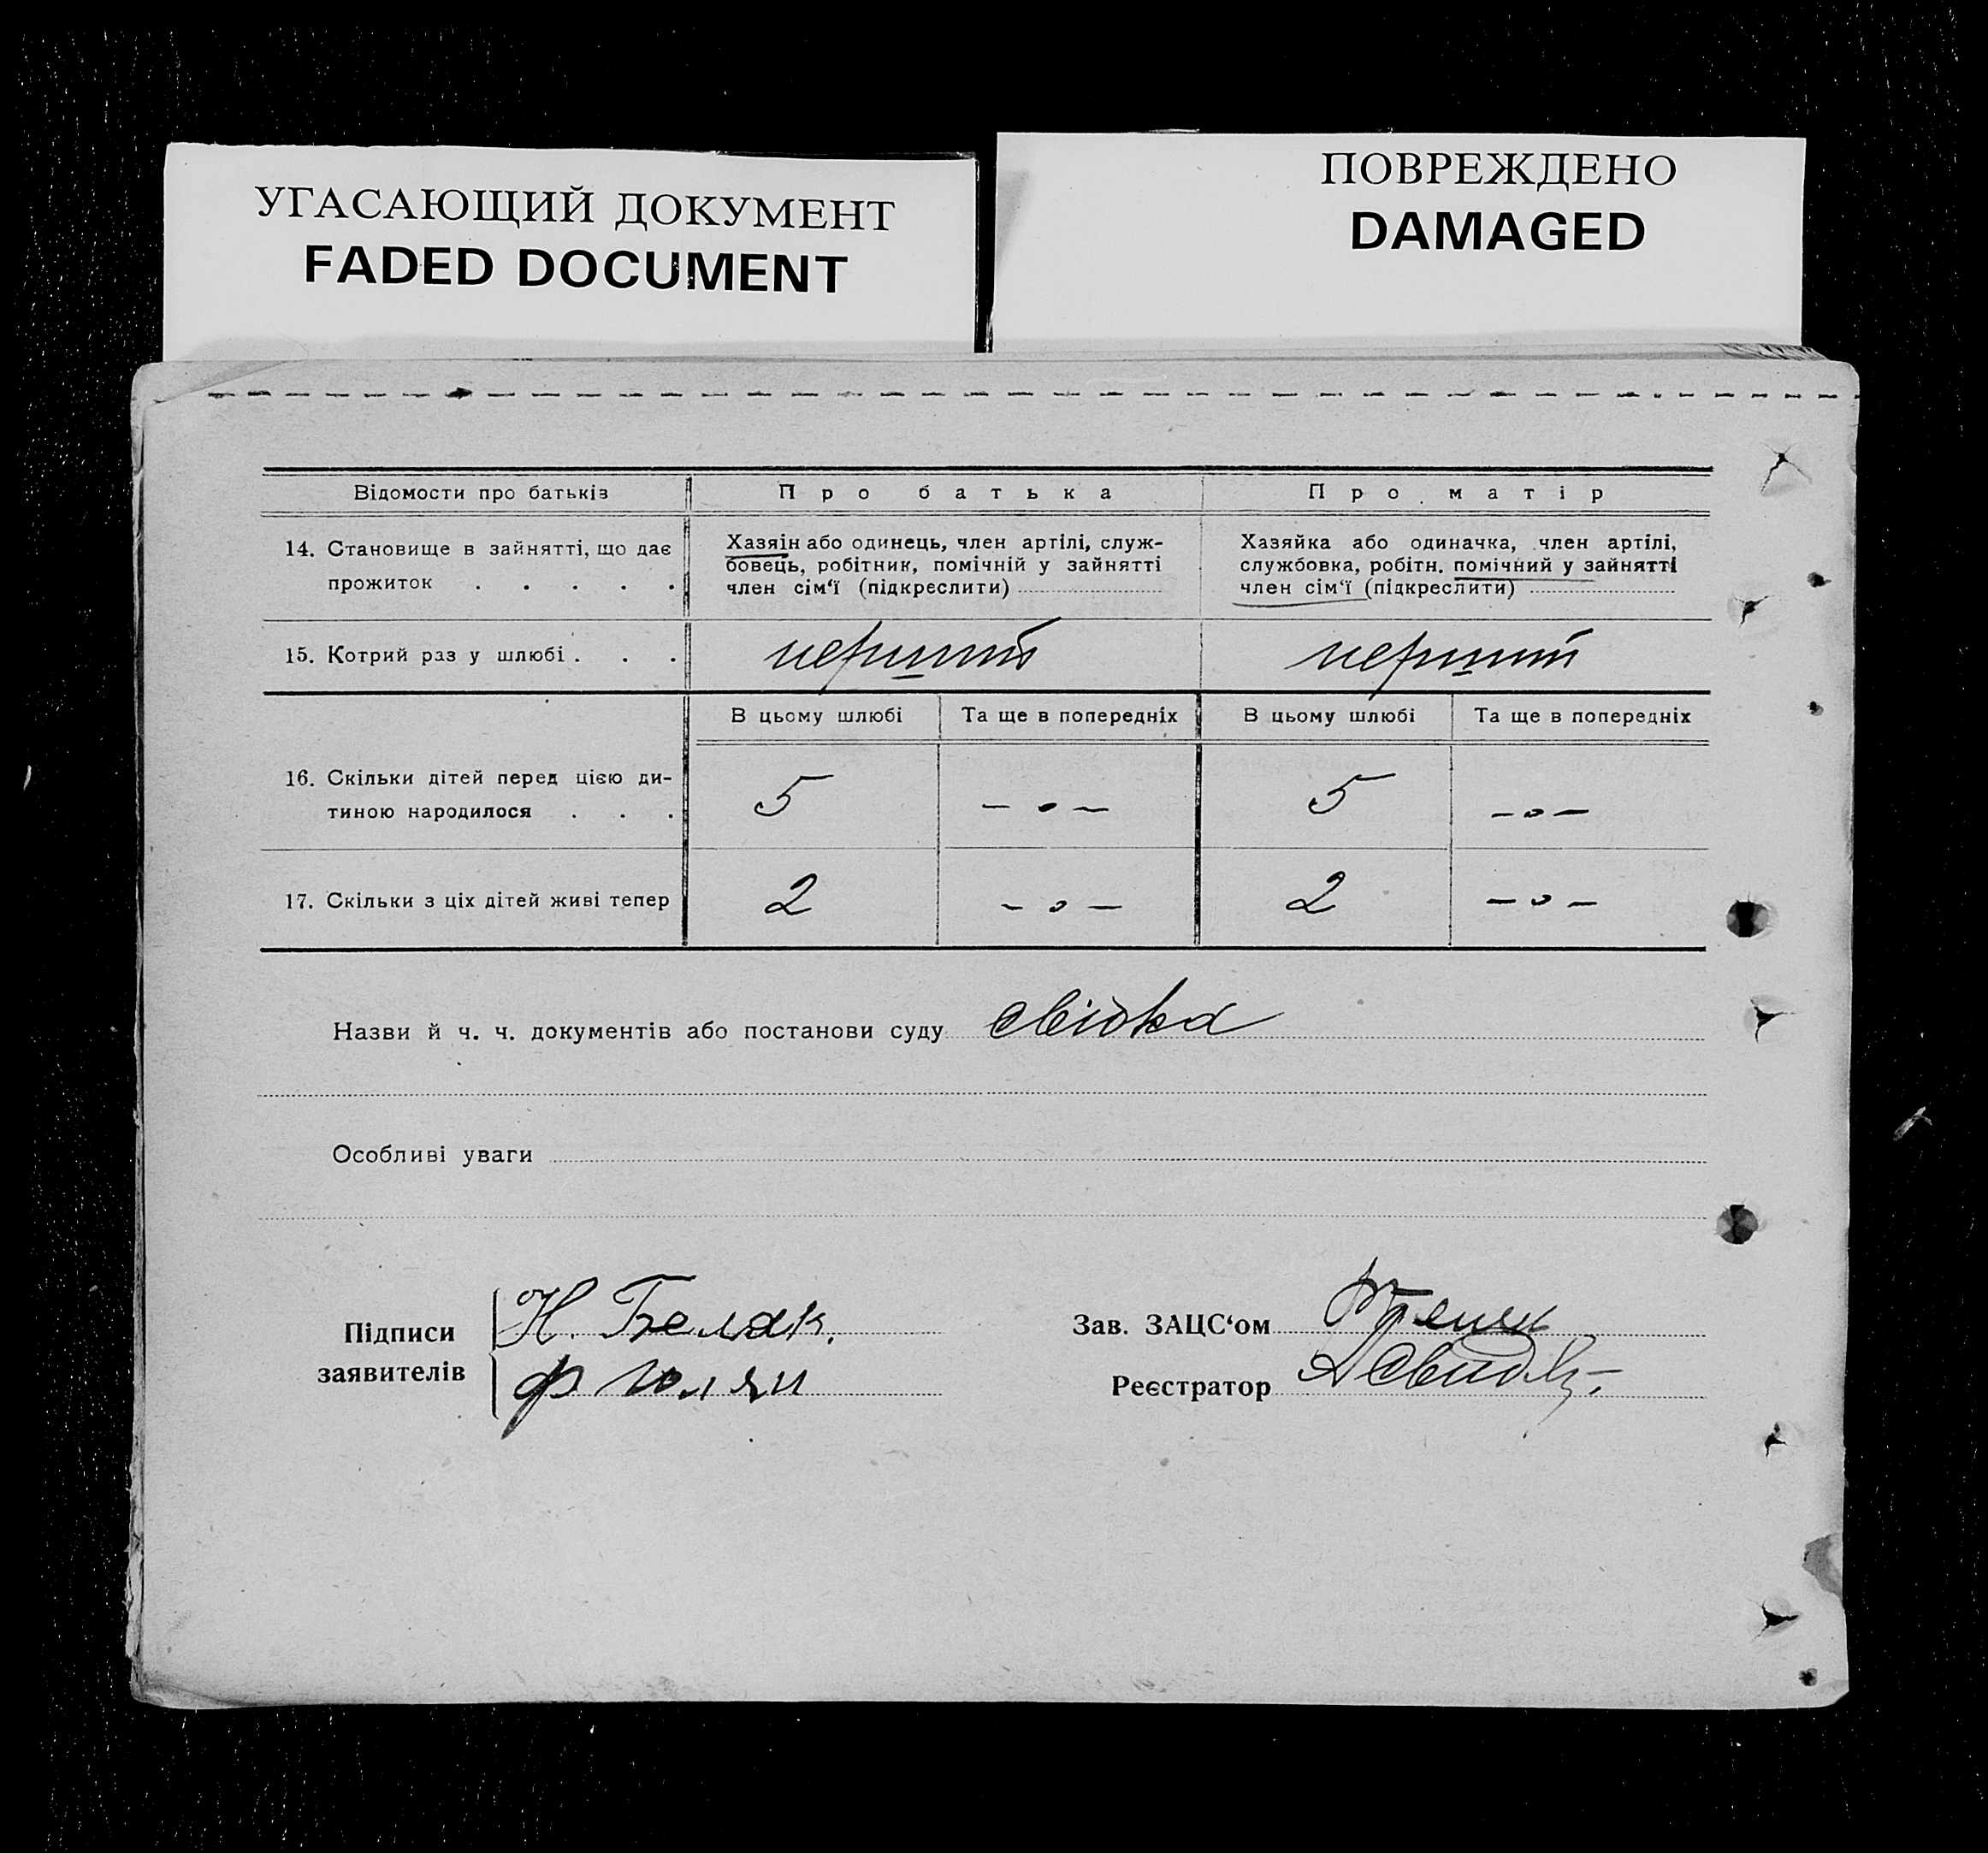 УГАСАЮЩИЙ ДОКУМЕНТ
FADED DOCUMENT
ПОВРЕЖДЕНО
DAMAGED
Відомости про батьків
Про батька
Про матір
14. Становище в зайнятті, що дає
прожиток . . . . .
Хазяін або одинець, член артілі, служ-
бовець, робітник, помічній у зайнятті
член сім‘ї (підкреслити)
Хазяйка або одиначка, член артілі,
службовка, робітн. помічний у зайнятті
член сім‘ї (підкреслити)
15. Котрий раз у шлюбі . . .
перший
перший
В цьому шлюбі
Та ще в попередніх
В цьому шлюбі
Та ще в попередніх
16. Скільки дітей перед цією ди-
тиною народилося . . .
5
– о –
5
– о –
17. Скільки з ціх дітей живі тепер
2
– о –
2
– о –
Назви й ч. ч. документів або постанови суду свідка
Особливі уваги
Підписи
заявителів
Н. Беляк.
Ф
Зав. ЗАЦС‘ом
Реєстратор